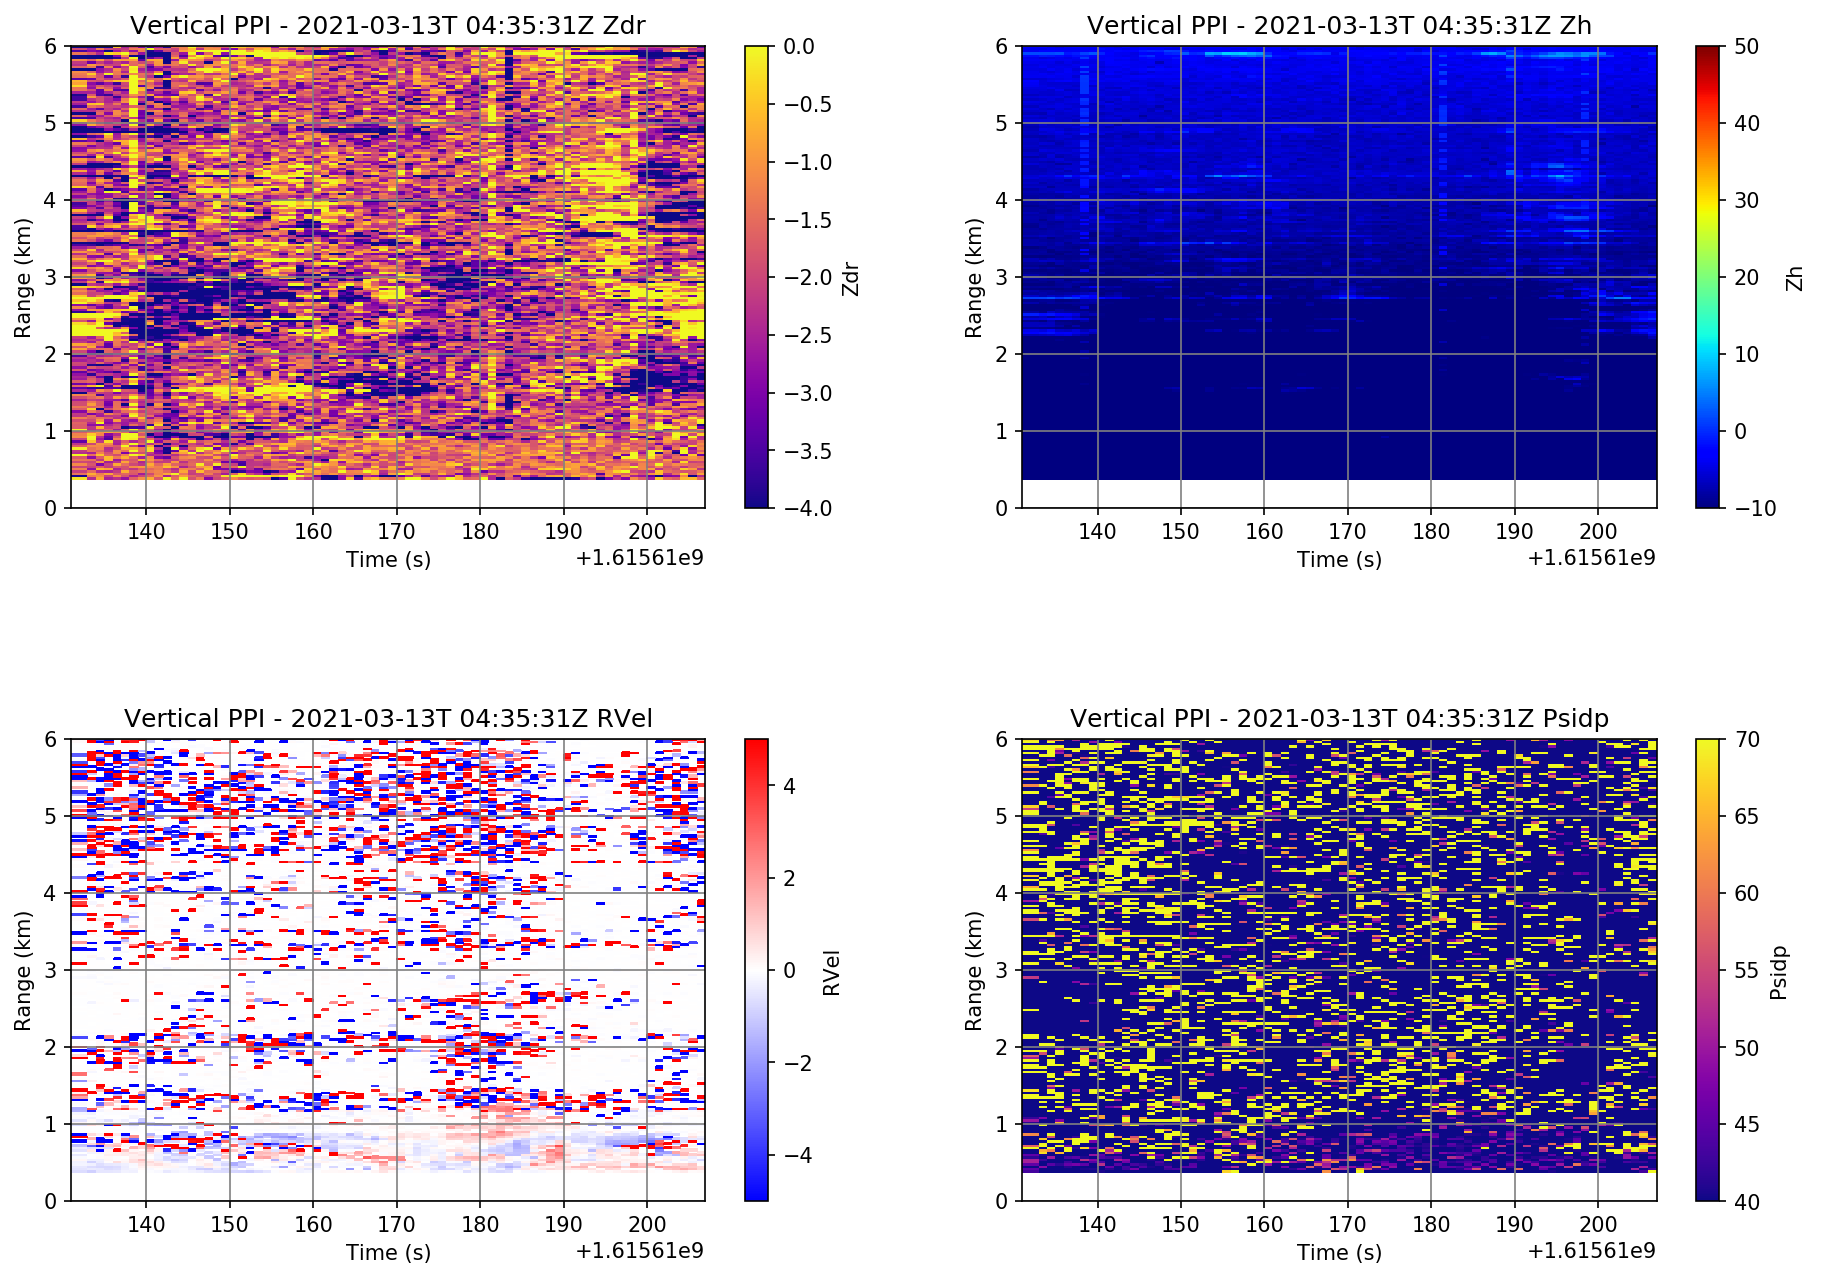 Vertical PPI - 2021-03-13T 04:35:31Z Zdr
6
5
4
3
2
1
0
Range (km)
140 150 160 170 180 190 200
Time (s)
+1.61561e9
0.0
−0.5
−1.0
−1.5
−2.0
−2.5
−3.0
−3.5
−4.0
Zdr
Vertical PPI - 2021-03-13T 04:35:31Z Zh
6
5
4
3
2
1
0
Range (km)
140 150 160 170 180 190 200
Time (s)
+1.61561e9
50
40
30
20
10
0
−10
Zh
Vertical PPI - 2021-03-13T 04:35:31Z RVel
6
5
4
3
2
1
0
Range (km)
140 150 160 170 180 190 200
Time (s)
+1.61561e9
4
2
0
−2
−4
RVel
Vertical PPI - 2021-03-13T 04:35:31Z Psidp
6
5
4
3
2
1
0
Range (km)
140 150 160 170 180 190 200
Time (s)
+1.61561e9
70
65
60
55
50
45
40
Psidp